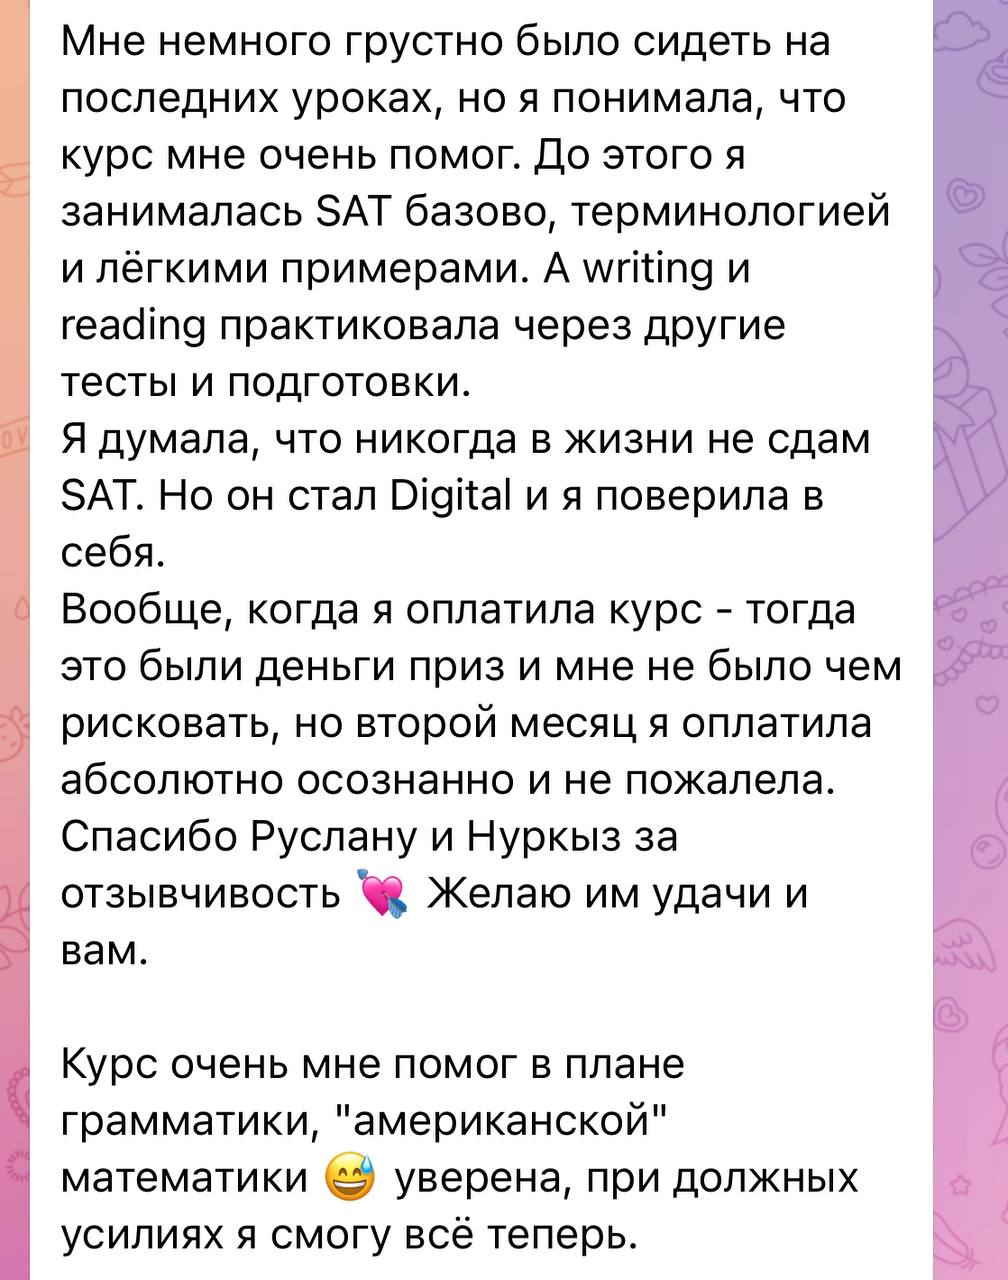 Мне немного грустно было сидеть на
последних уроках, но я понимала, что
курс мне очень помог. До этого я
занималась SAT базово, терминологией
и лёгкими примерами. А writing и
reading практиковала через другие
тесты и подготовки.
Я думала, что никогда в жизни не сдам
SAT. Но он стал Digital и я поверила в
себя.
Вообще, когда я оплатила курс - тогда
это были деньги приз и мне не было чем
рисковать, но второй месяц я оплатила
абсолютно осознанно и не пожалела.
Спасибо Руслану и Нуркыз за
отзывчивость 💘 Желаю им удачи и
вам.

Курс очень мне помог в плане
грамматики, "американской"
математики 😅 уверена, при должных
усилиях я смогу всё теперь.